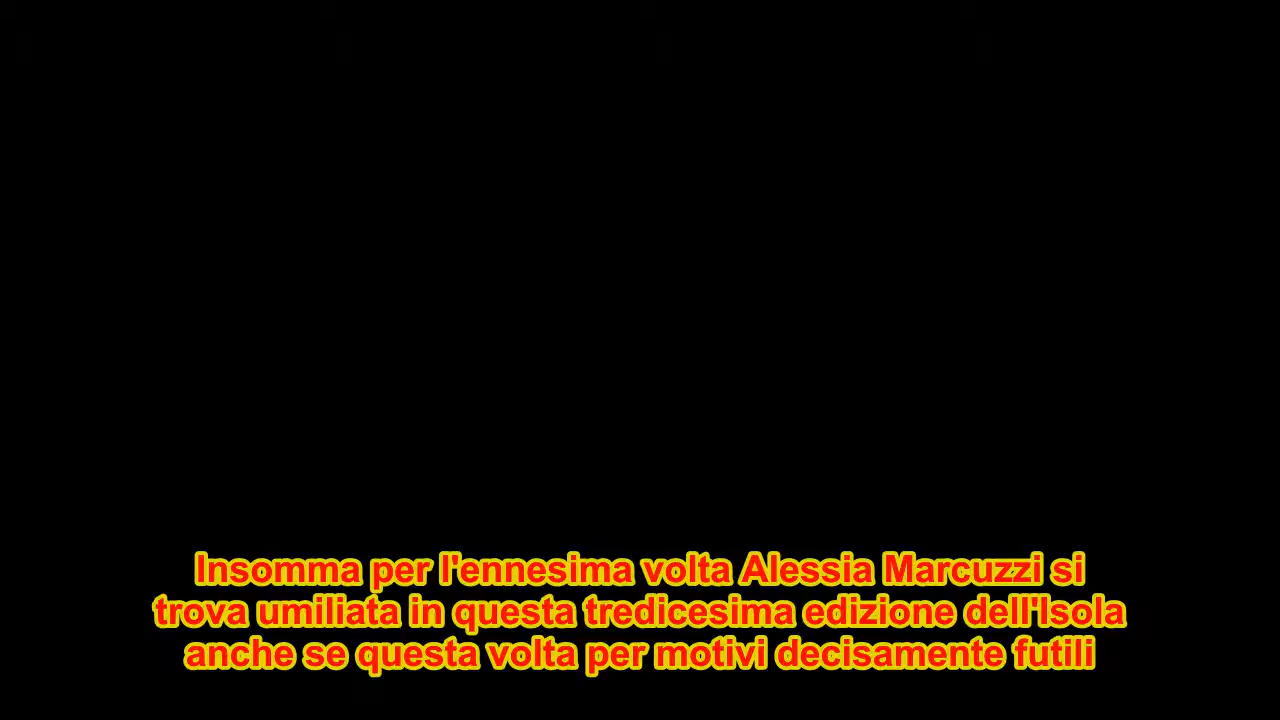 Insomma per l'ennesima volta Alessia Marcuzzi si
trova umiliata in questa tredicesima edizione dell'Isola
anche se questa volta per motivi decisamente futili